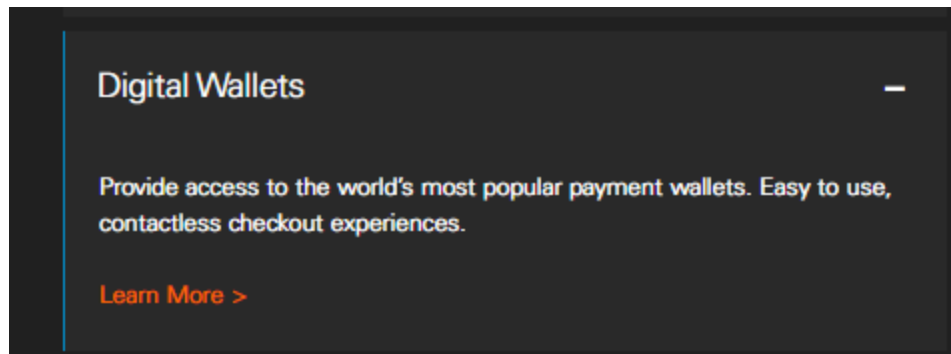 Digital Wallets
Provide access to the world's most popular payment wallets. Easy to use,
contactless checkout experiences.
Learn More >